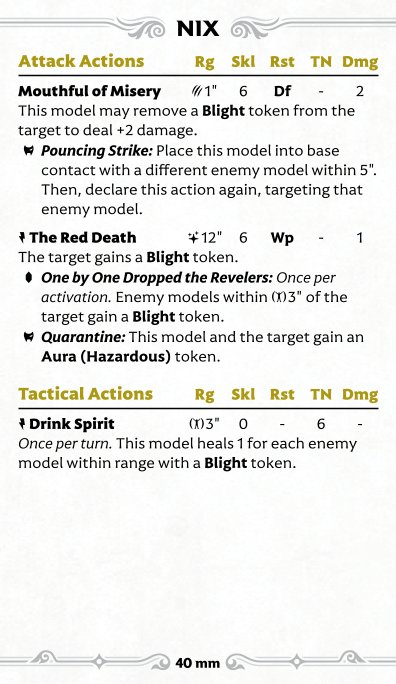 NIX
Attack Actions Rg Skl Rst TN Dmg
Mouthful of Misery 1" 6 Df - 2
This model may remove a Blight token from the
target to deal +2 damage.
Pouncing Strike: Place this model into base
contact with a different enemy model within 5".
Then, declare this action again, targeting that
enemy model.
The Red Death 12" 6 Wp - 1
The target gains a Blight token.
One by One Dropped the Revelers: Once per
activation. Enemy models within 3" of the
target gain a Blight token.
Quarantine: This model and the target gain an
Aura (Hazardous) token.
Tactical Actions Rg Skl Rst TN Dmg
Drink Spirit 3" 0 - 6 -
Once per turn. This model heals 1 for each enemy
model within range with a Blight token.
40 mm